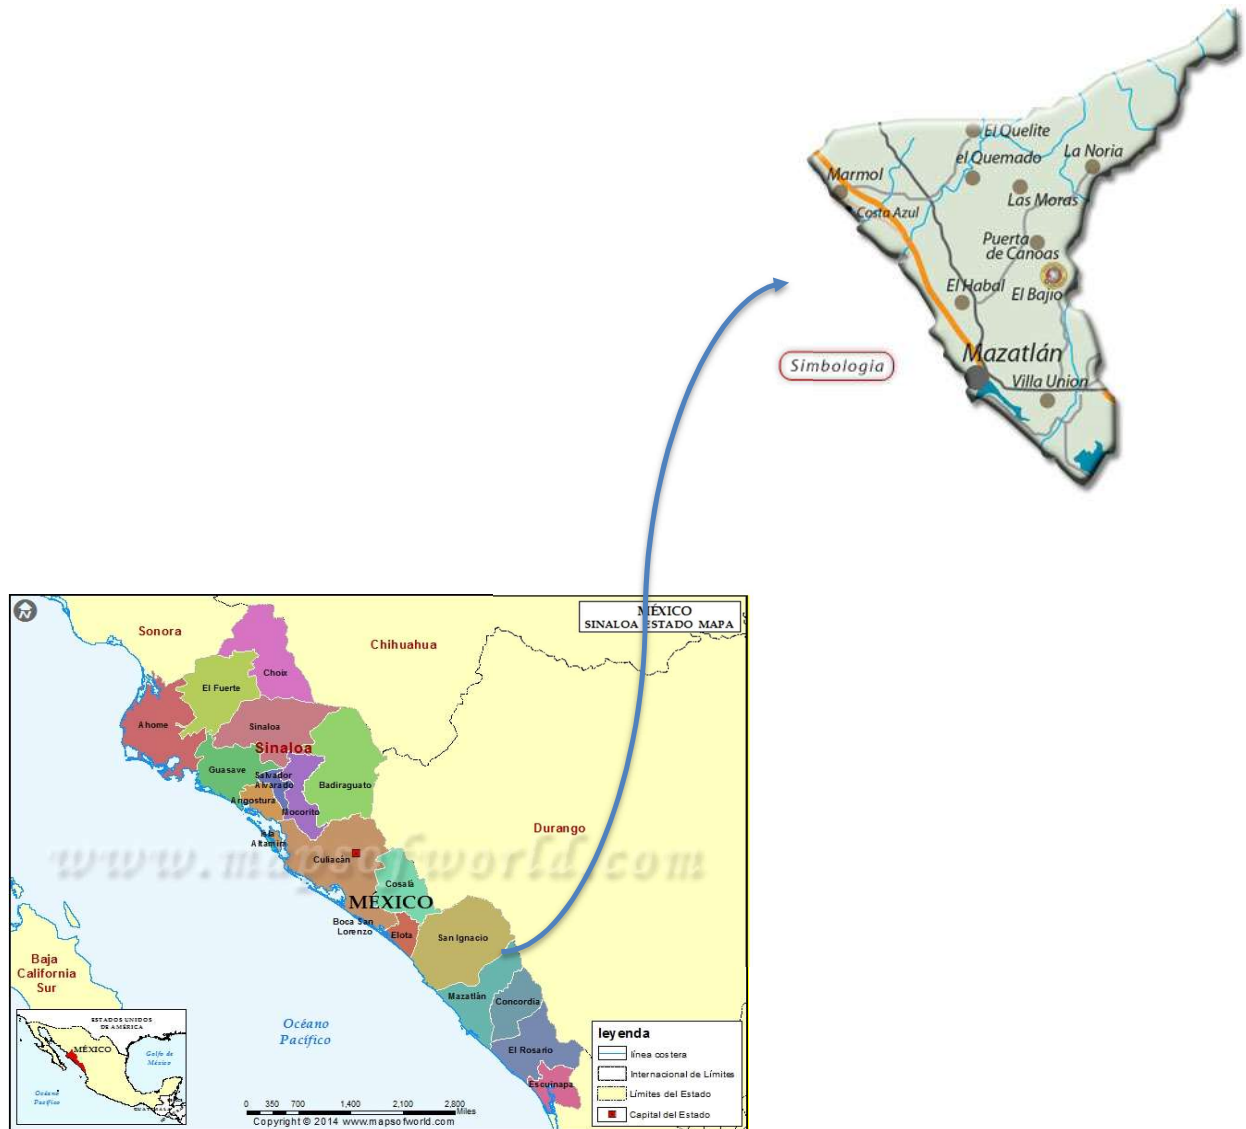 El Quelite
el Quemado
La Noria
Marmol
Las Moras
Costa Azul
Puerta
de Canoas
El Habal
El Bajio
Simbologia
Mazatlán
Villa Union
MÉXICO
SINALOA ESTADO MAPA
Sonora
Chihuahua
Choix
El Fuerte
Ahome
Sinaloa
Sinaloa
Guasave
Salvador
Alvarado
Badiraguato
Angostura
Mocorito
Durango
Isla
Altamira
Culiacán
www.mapsofworld.com
Cosalá
MÉXICO
Boca San
Lorenzo
Elota
San Ignacio
Baja
California
Sur
Mazatlán
Concordia
Océano
Pacífico
El Rosario
Escuinapa
ESTADOS UNIDOS
DE AMÉRICA
MÉXICO
Golfo de
México
Océano
Pacífico
GUATEMALA
0 350 700 1,400 2,100 2,800
Miles
Copyright © 2014 www.mapsofworld.com
leyenda
línea costera
Internacional de Límites
Límites del Estado
Capital del Estado